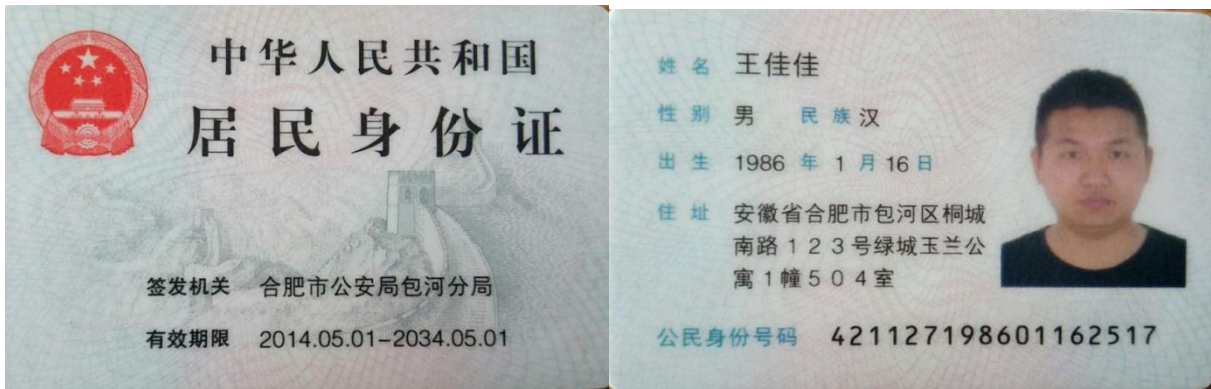 中华人民共和国
居民身份证
签发机关 合肥市公安局包河分局
有效期限 2014.05.01-2034.05.01
姓名 王佳佳
性别 男 民族 汉
出生 1986 年 1 月 16 日
住址 安徽省合肥市包河区桐城
南路123号绿城玉兰公
寓1幢504室
公民身份号码 421127198601162517